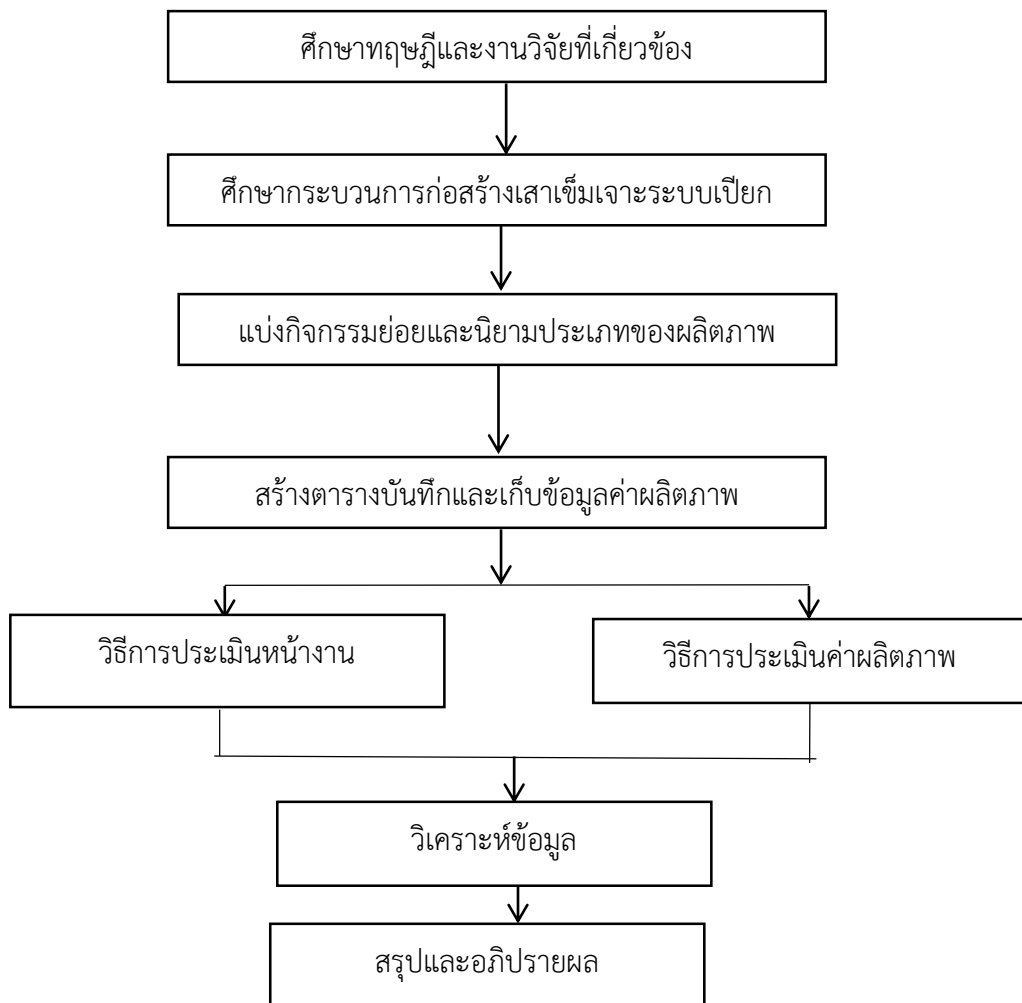 ศึกษาทฤษฎีและงานวิจัยที่เกี่ยวข้อง
ศึกษากระบวนการก่อสร้างเสาเข็มเจาะระบบเปียก
แบ่งกิจกรรมย่อยและนิยามประเภทของผลิตภาพ
สร้างตารางบันทึกและเก็บข้อมูลค่าผลิตภาพ
วิธีการประเมินหน้างาน
วิธีการประเมินค่าผลิตภาพ
วิเคราะห์ข้อมูล
สรุปและอภิปรายผล